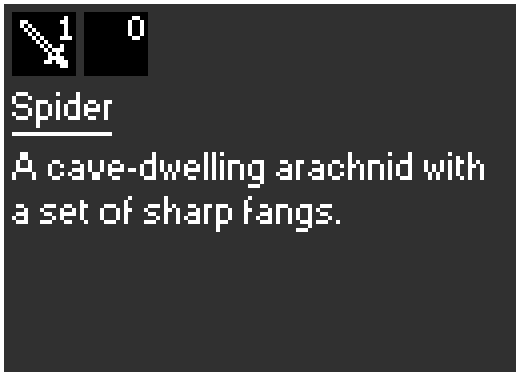 1 0
Spider
A cave-dwelling arachnid with
a set of sharp fangs.